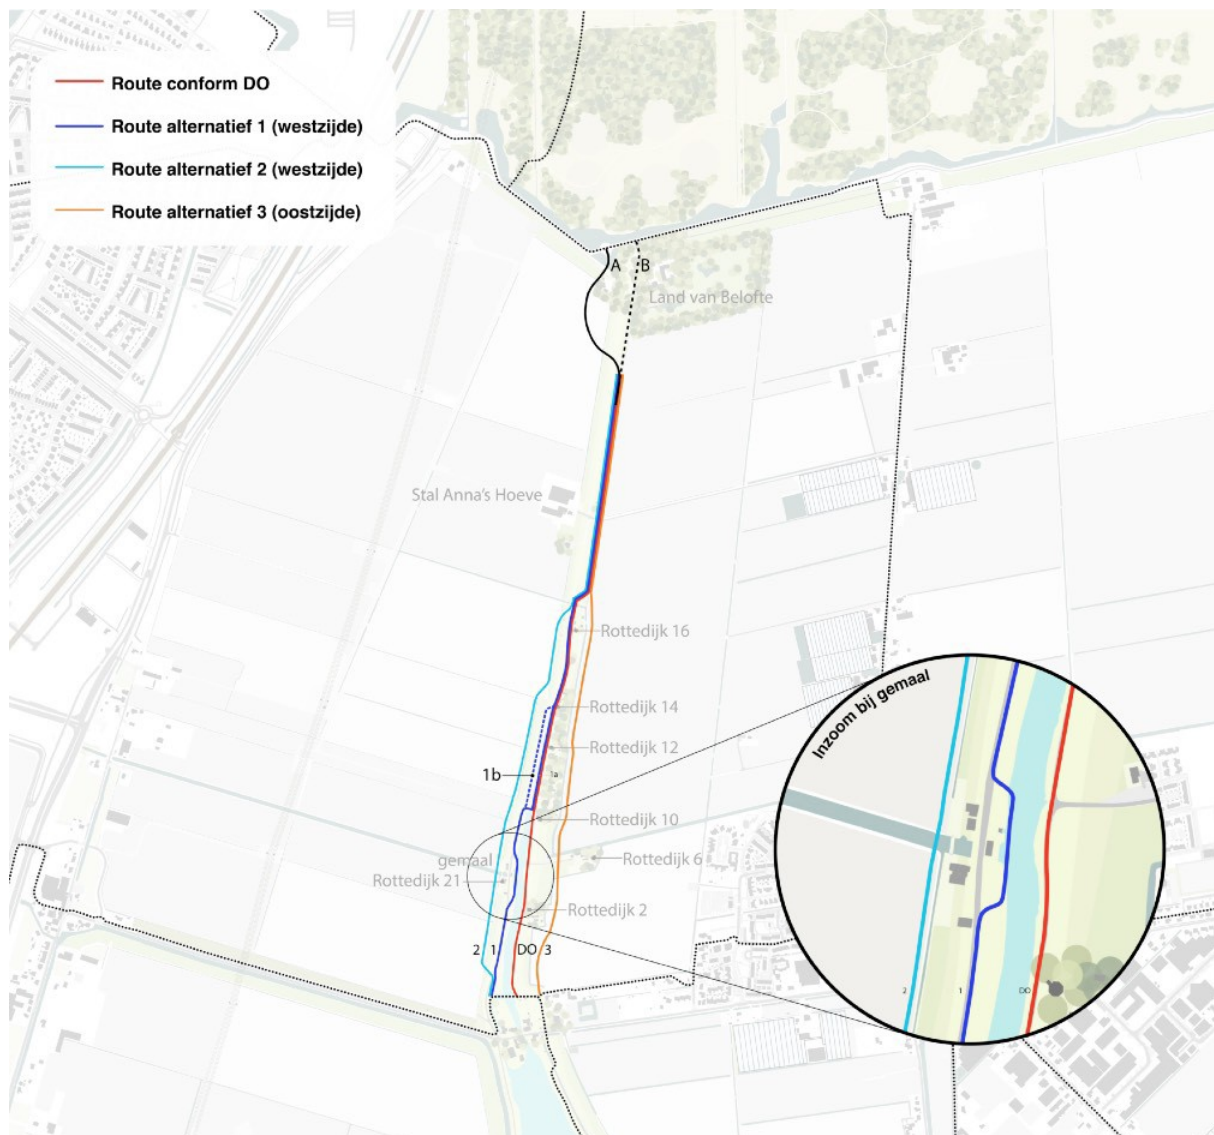 Route conform DO
Route alternatief 1 (westzijde)
Route alternatief 2 (westzijde)
Route alternatief 3 (oostzijde)
A
B
Land van Belofte
Stal Anna's Hoeve
Rottedijk 16
Rottedijk 14
Rottedijk 12
1b
1a
Rottedijk 10
gemaal
Rottedijk 6
Rottedijk 21
Rottedijk 2
2 1 DO 3
Inzoom bij gemaal
2 1 DO